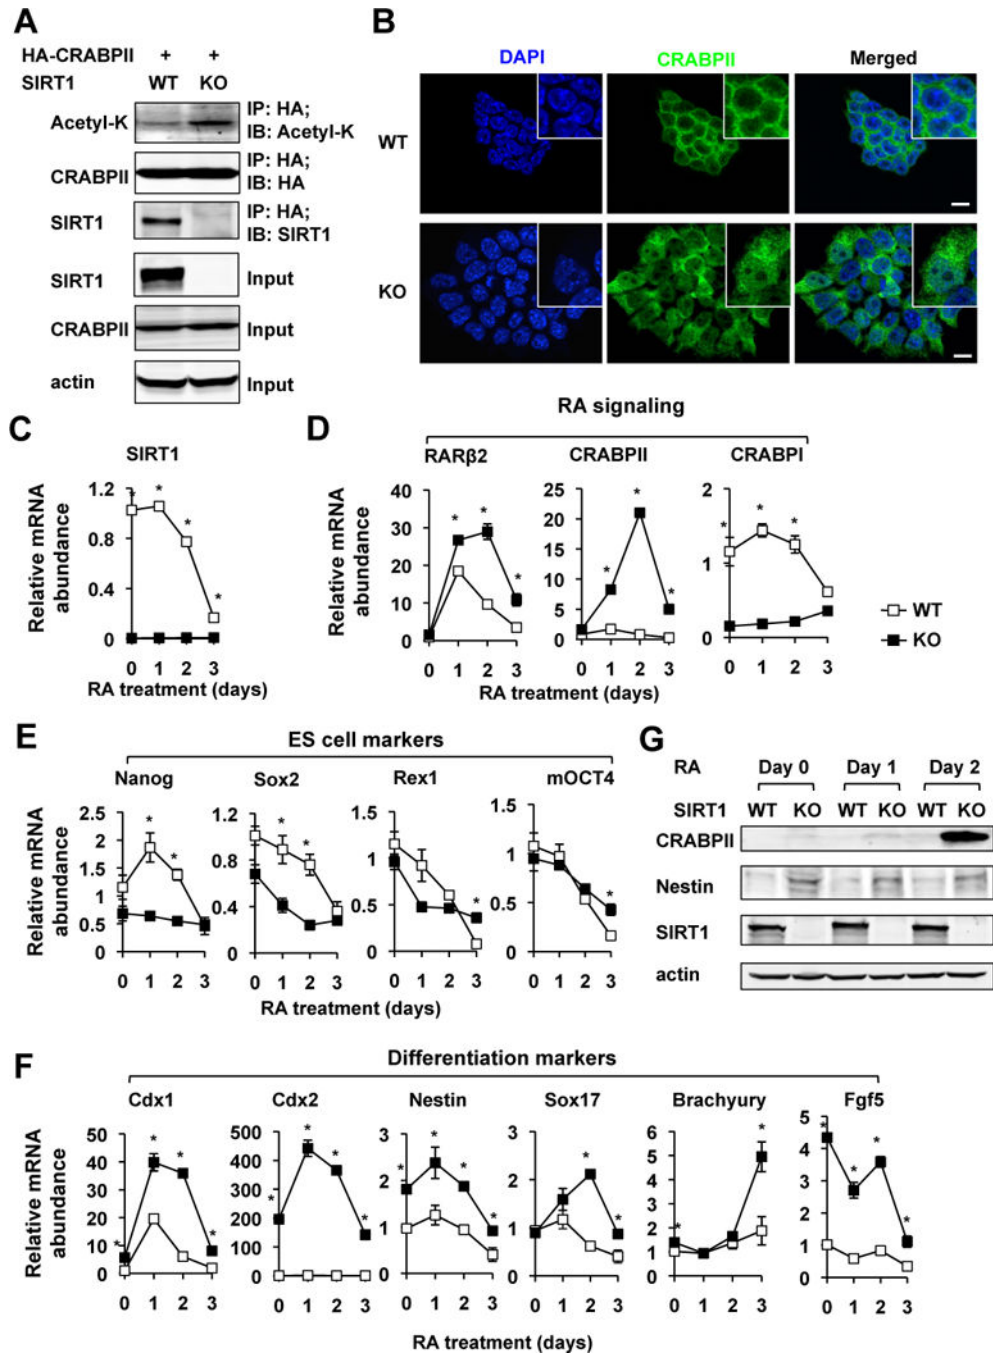 A
HA-CRABPII + +
SIRT1 WT KO
Acetyl-K IP: HA; IB: Acetyl-K
CRABPII IP: HA; IB: HA
SIRT1 IP: HA; IB: SIRT1
SIRT1 Input
CRABPII Input
actin Input
B
DAPI CRABPII Merged
WT
KO
C
SIRT1
Relative mRNA abundance
1.2
0.8
0.4
0
* * * *
0 1 2 3
RA treatment (days)
D
RA signaling
RARβ2 CRABPII CRABPI
Relative mRNA abundance
40
30
20
10
0
* * *
0 1 2 3
25
20
15
10
5
0
* * *
0 1 2 3
2
1
0
* * *
0 1 2 3
RA treatment (days)
WT
KO
E
ES cell markers
Nanog Sox2 Rex1 mOCT4
Relative mRNA abundance
2.5
2
1.5
1
0.5
0
* *
0 1 2 3
1.2
0.8
0.4
0
* *
0 1 2 3
1.5
1
0.5
0
*
0 1 2 3
1.5
1
0.5
0
*
0 1 2 3
RA treatment (days)
G
RA Day 0 Day 1 Day 2
SIRT1 WT KO WT KO WT KO
CRABPII
Nestin
SIRT1
actin
F
Differentiation markers
Cdx1 Cdx2 Nestin Sox17 Brachyury Fgf5
Relative mRNA abundance
50
40
30
20
10
0
* * * *
0 1 2 3
500
400
300
200
100
0
* * * *
0 1 2 3
3
2
1
0
* * * *
0 1 2 3
3
2
1
0
* *
0 1 2 3
6
5
4
3
2
1
0
* *
0 1 2 3
5
4
3
2
1
0
* * * *
0 1 2 3
RA treatment (days)